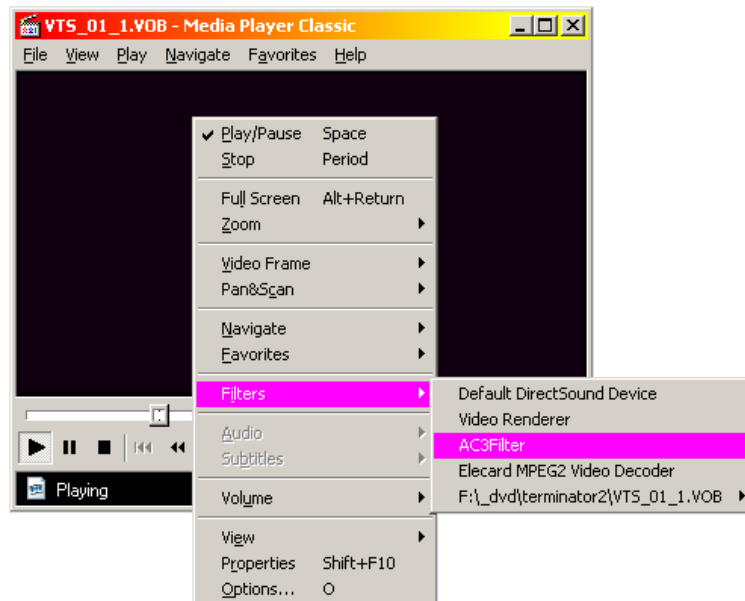 VTS_01_1.VOB - Media Player Classic
File View Play Navigate Favorites Help
Play/Pause Space
Stop Period
Full Screen Alt+Return
Zoom
Video Frame
Pan&Scan
Navigate
Favorites
Filters
Default DirectSound Device
Video Renderer
AC3Filter
Elecard MPEG2 Video Decoder
F:\_dvd\terminator2\VTS_01_1.VOB
Audio
Subtitles
Volume
View
Properties Shift+F10
Options... O
Playing